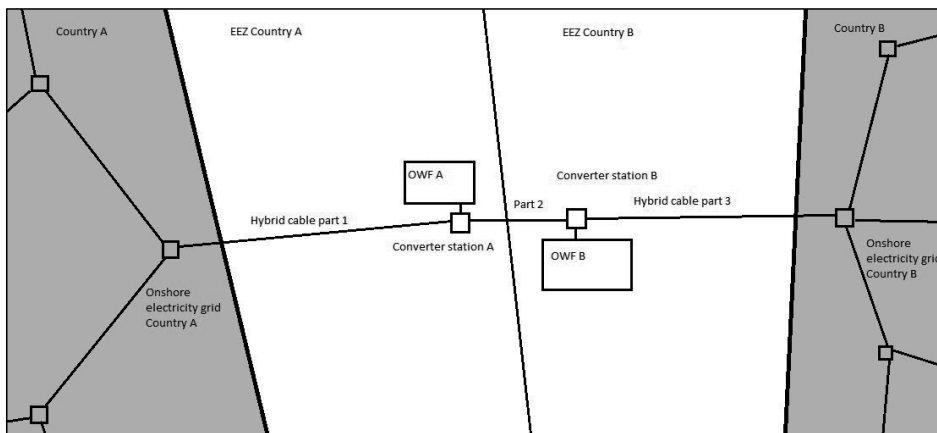 Country A
EEZ Country A
EEZ Country B
Country B
OWF A
Converter station B
Part 2
Hybrid cable part 3
Hybrid cable part 1
Converter station A
OWF B
Onshore
electricity grid
Country A
Onshore
electricity grid
Country B